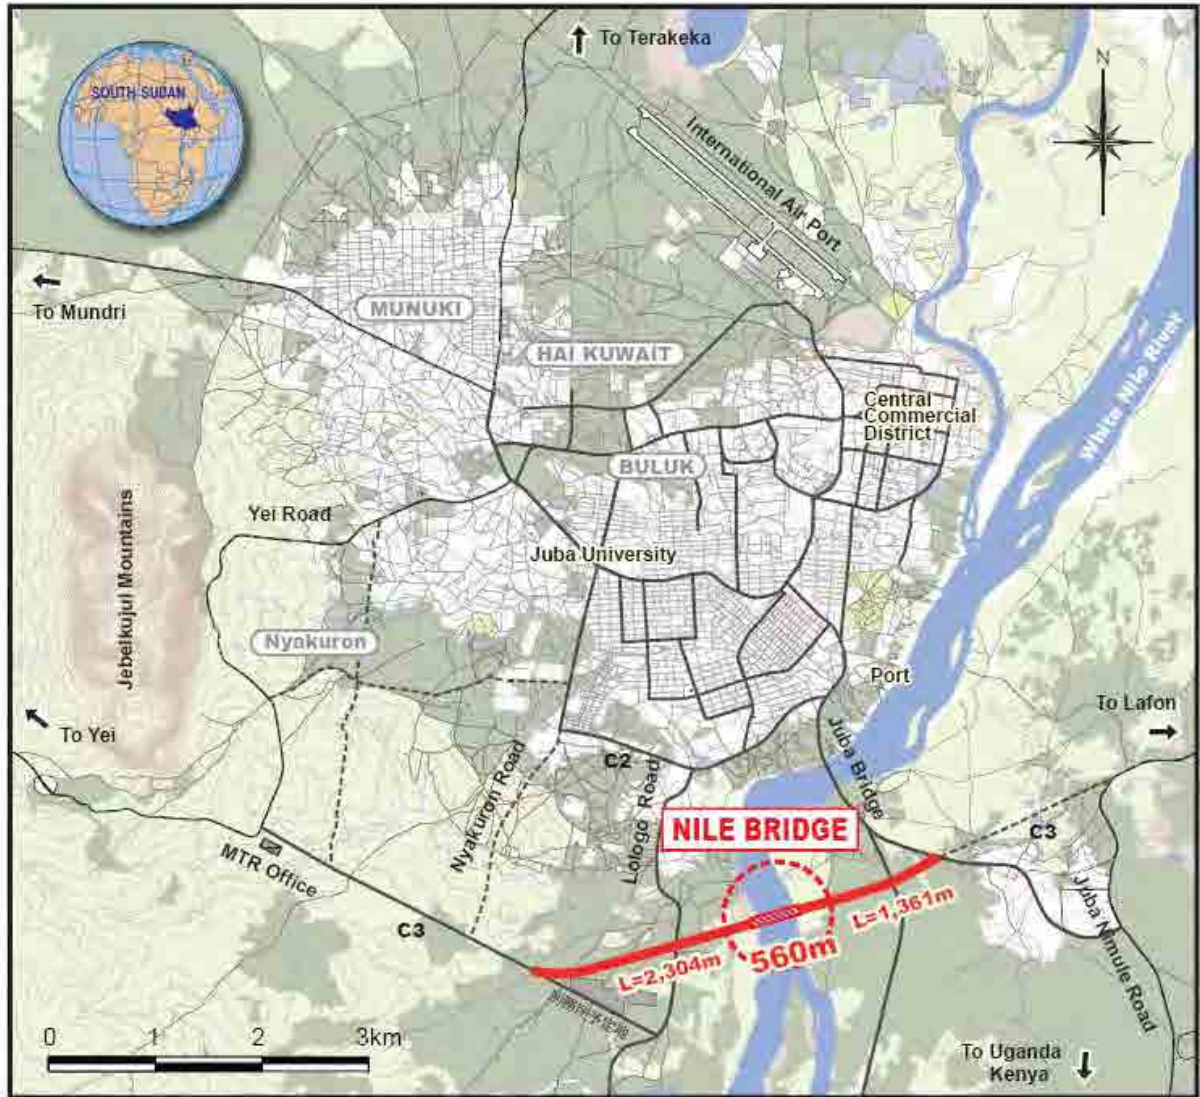 To Terakeka
N
SOUTH SUDAN
International Air Port
To Mundri
MUNUKI
HAI KUWAIT
Central
Commercial
District
White Nile River
BULUK
Yei Road
Juba University
Jebelkujul Mountains
Nyakuron
Port
To Lafon
To Yei
C2
Juba Bridge
Nyakuron Road
Lologo Road
NILE BRIDGE
C3
MTR Office
L=1,361m
Juba Nimule Road
C3
560m
L=2,304m
0 1 2 3km
To Uganda
Kenya